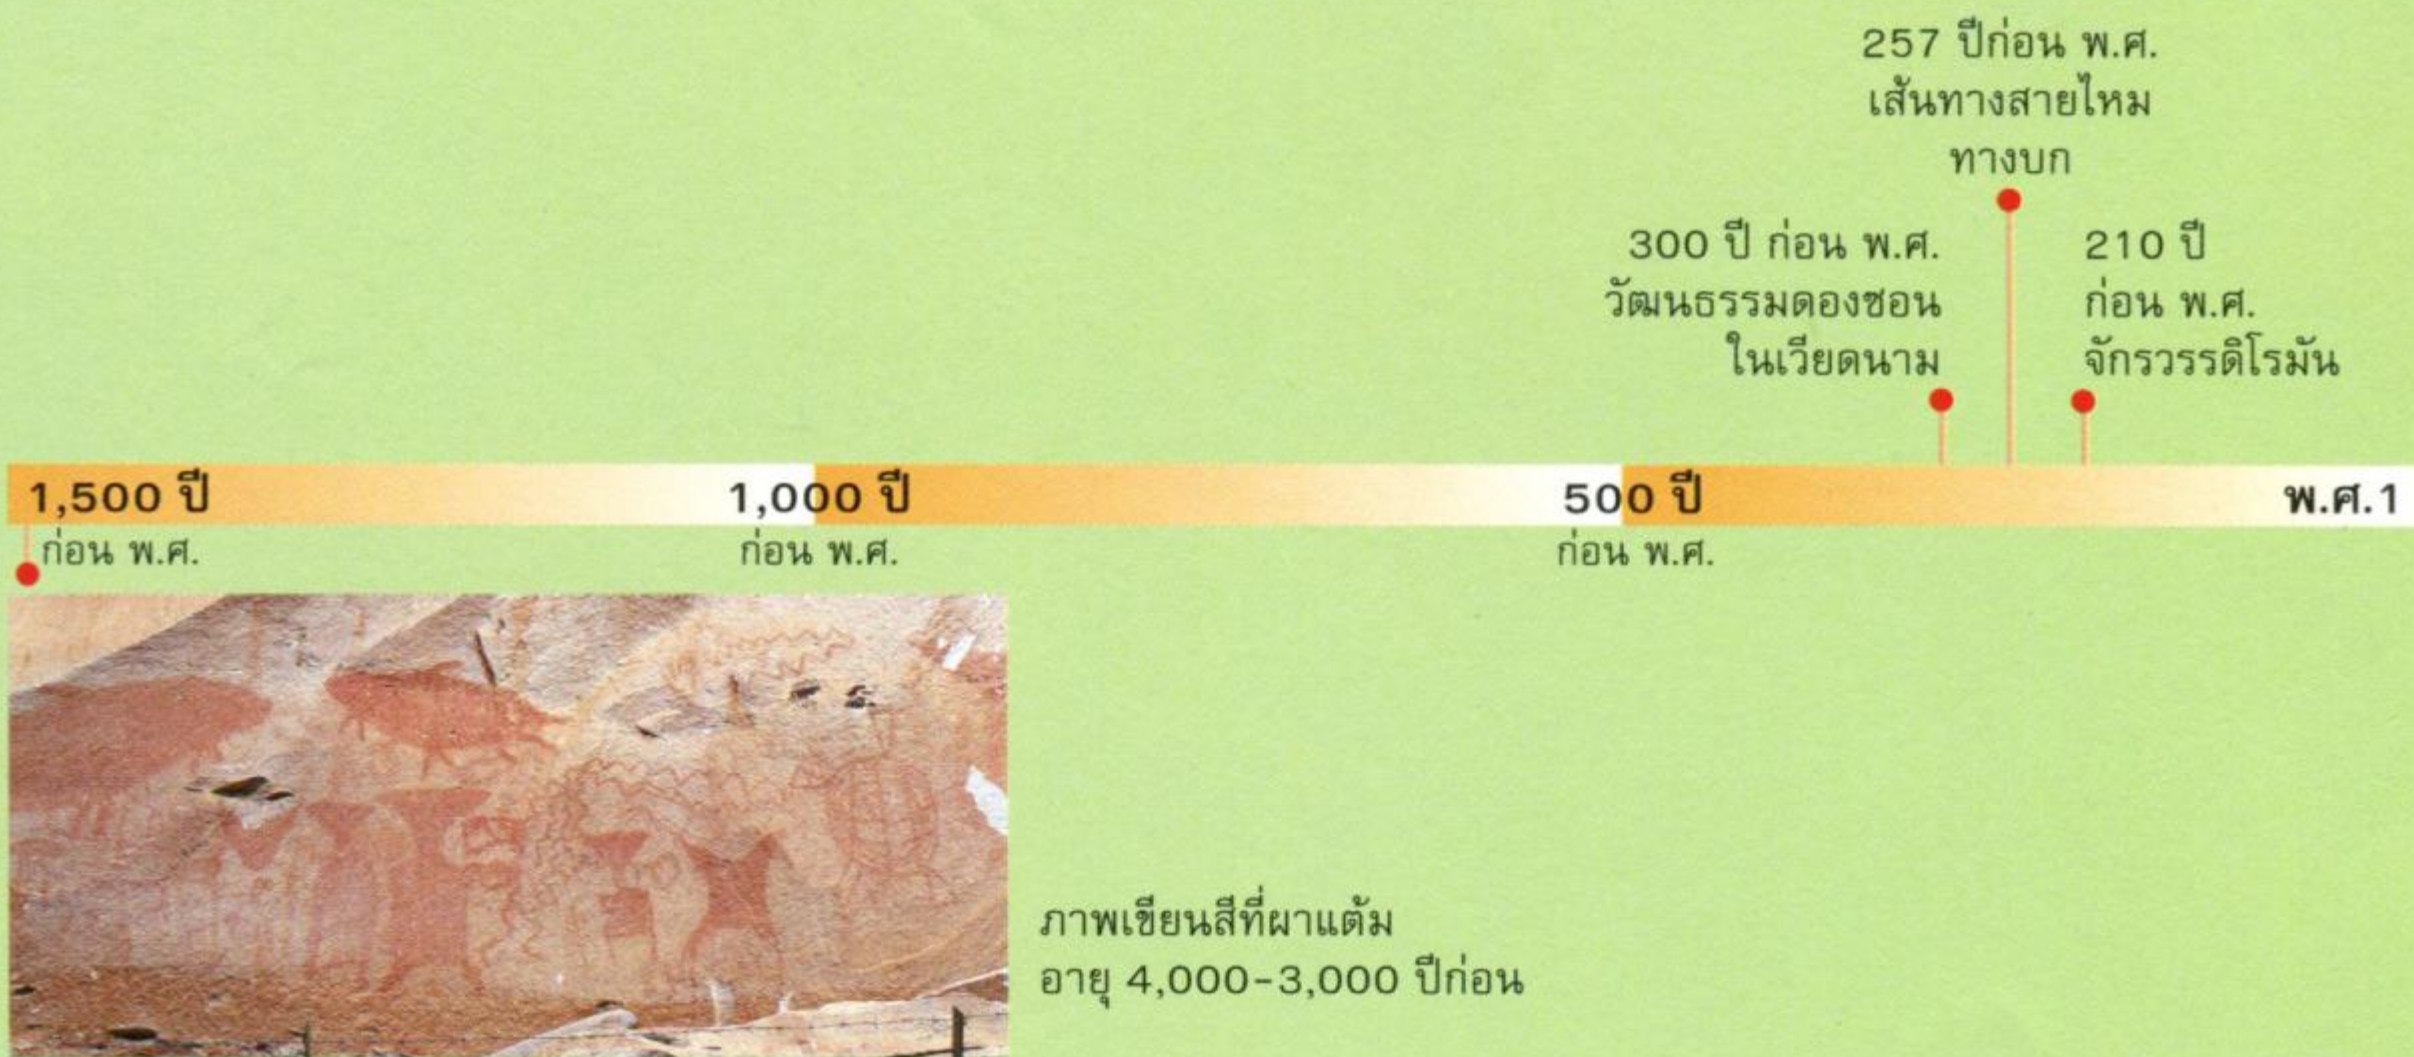 257 ปีก่อน พ.ศ.
เส้นทางสายไหม
ทางบก
300 ปี ก่อน พ.ศ.
วัฒนธรรมดองซอน
ในเวียดนาม
210 ปี
ก่อน พ.ศ.
จักรวรรดิโรมัน
1,500 ปี
ก่อน พ.ศ.
1,000 ปี
ก่อน พ.ศ.
500 ปี
ก่อน พ.ศ.
พ.ศ.1
ภาพเขียนสีที่ผาแต้ม
อายุ 4,000-3,000 ปีก่อน